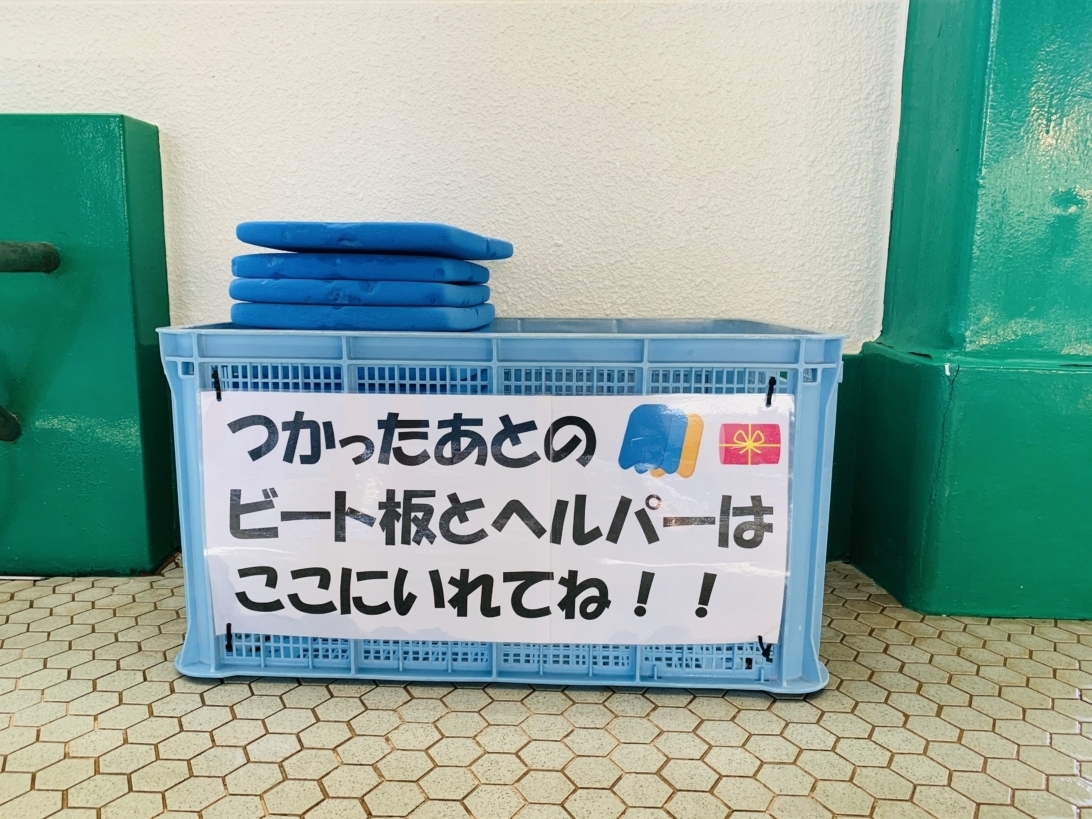 つかったあとの
ビート板とヘルパーは
ここにいれてね！！